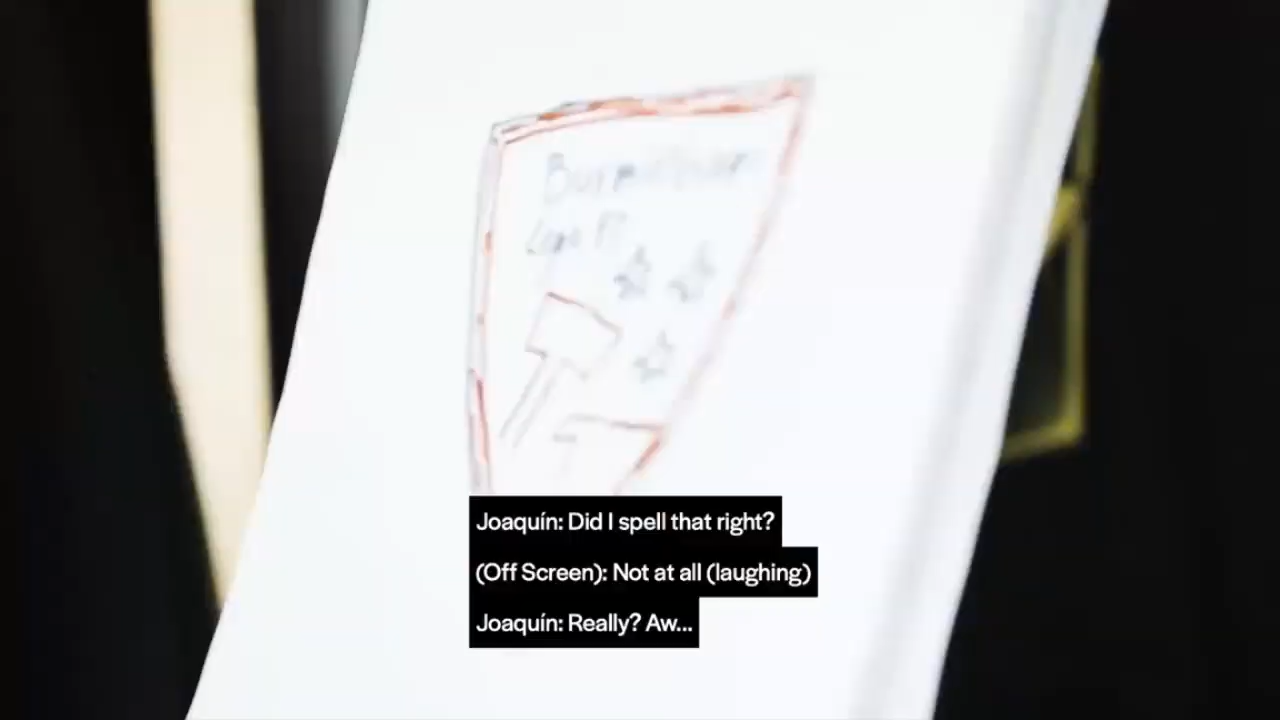 Joaquín: Did I spell that right?
(Off Screen): Not at all (laughing)
Joaquín: Really? Aw...